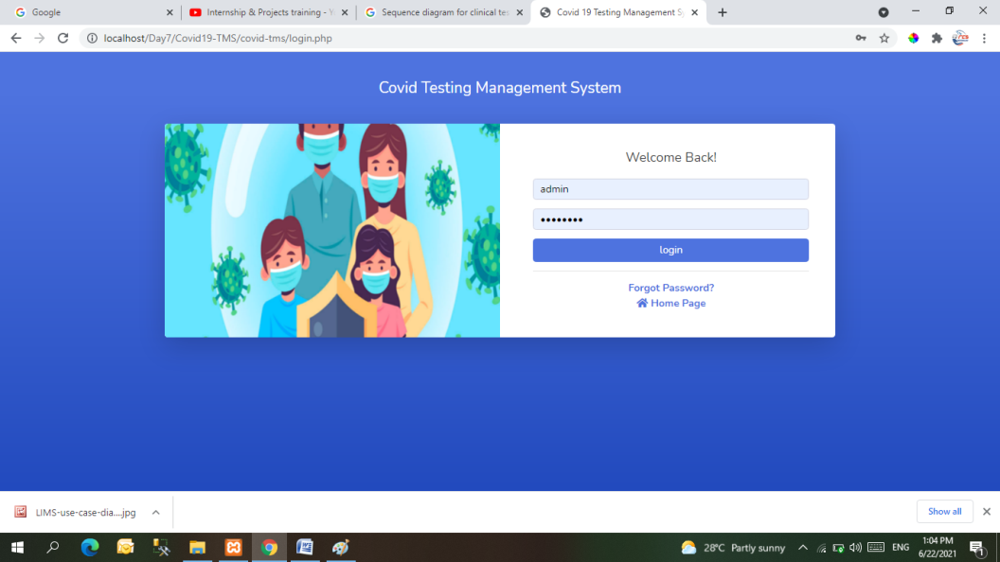 Google
Internship & Projects training - Y
Sequence diagram for clinical tes
Covid 19 Testing Management Sy
localhost/Day7/Covid19-TMS/covid-tms/login.php
Covid Testing Management System
Welcome Back!
admin
••••••••
login
Forgot Password?
Home Page
LIMS-use-case-dia....jpg
Show all
28°C Partly sunny
ENG
1:04 PM
6/22/2021
1